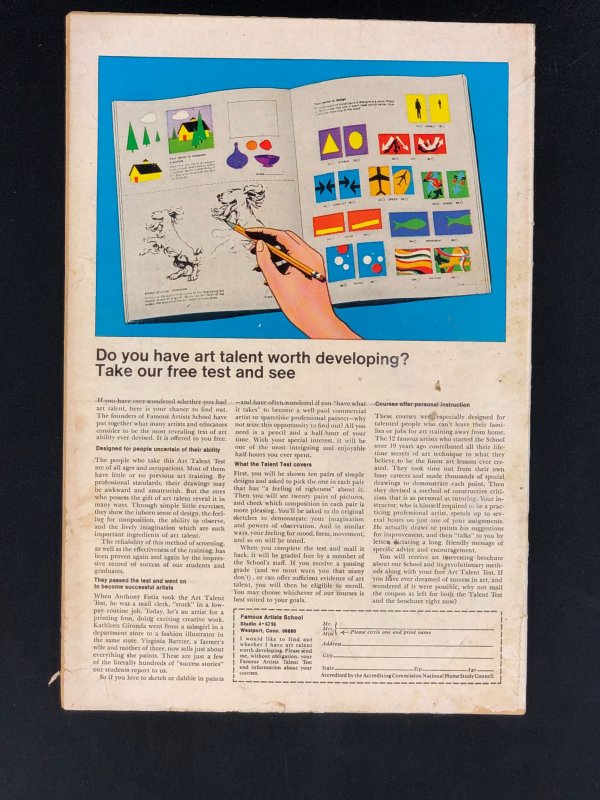 Your sense of design
Do you have art talent worth developing?
Take our free test and see
If you have ever wondered whether you had
art talent, here is your chance to find out.
The founders of Famous Artists School have
put together what many artists and educators
consider to be the most revealing test of art
ability ever devised. It is offered to you free.
Designed for people uncertain of their ability
The people who take this Art Talent Test
are of all ages and occupations. Most of them
have little or no previous art training. By
professional standards, their drawings may
be awkward and amateurish. But the ones
who possess the gift of art talent reveal it in
many ways. Through simple little exercises,
they show the inborn sense of design, the feel-
ing for composition, the ability to observe,
and the lively imagination which are such
important ingredients of art talent.
The reliability of this method of screening,
as well as the effectiveness of the training, has
been proven again and again by the impres-
sive record of success of our students and
graduates.
They passed the test and went on
to become successful artists
When Anthony Fotia took the Art Talent
Test, he was a mail clerk, "stuck" in a low-
pay routine job. Today, he's an artist for a
printing firm, doing exciting creative work.
Kathleen Gironda went from a salesgirl in a
department store to a fashion illustrator in
the same store. Virginia Bartter, a farmer's
wife and mother of three, now sells just about
everything she paints. These are just a few
of the literally hundreds of "success stories"
our students report to us.
So if you love to sketch or dabble in paints
—and have often wondered if you "have what
it takes" to become a well-paid commercial
artist or sparetime professional painter—why
not seize this opportunity to find out? All you
need is a pencil and a half-hour of your
time. With your special interest, it will be
one of the most intriguing and enjoyable
half-hours you ever spent.
What the Talent Test covers
First, you will be shown ten pairs of simple
designs and asked to pick the one in each pair
that has "a feeling of rightness" about it.
Then you will see twenty pairs of pictures,
and check which composition in each pair is
more pleasing. You'll be asked to do original
sketches to demonstrate your imagination
and powers of observation. And in similar
ways, your feeling for mood, form, movement,
and so on will be tested.
When you complete the test and mail it
back, it will be graded free by a member of
the School's staff. If you receive a passing
grade (and we must warn you that many
don't), or can offer sufficient evidence of art
talent, you will then be eligible to enroll.
You may choose whichever of our courses is
best suited to your goals.
Courses offer personal instruction
These courses were especially designed for
talented people who can't leave their fami-
lies or jobs for art training away from home.
The 12 famous artists who started the School
over 19 years ago contributed all their life-
time secrets of art technique to what they
believe to be the finest art lessons ever cre-
ated. They took time out from their own
busy careers and made thousands of special
drawings to demonstrate each point. Then
they devised a method of constructive criti-
cism that is as personal as tutoring. Your in-
structor, who is himself required to be a prac-
ticing professional artist, spends up to sev-
eral hours on just one of your assignments.
He actually draws or paints his suggestions
for improvement, and then "talks" to you by
letter, dictating a long, friendly message of
specific advice and encouragement.
You will receive an interesting brochure
about our School and its revolutionary meth-
ods along with your free Art Talent Test. If
you have ever dreamed of success in art, and
wondered if it were possible, why not mail
the coupon at left for both the Talent Test
and the brochure right now?
Famous Artists School
Westport, Conn. 06880
I would like to find out
whether I have art talent
worth developing. Please send
me, without obligation, your
Famous Artists Talent Test
and information about your
courses.
Mr.
Mrs.
Miss
Please circle one and print name
Address
City
State Zip Age
Accredited by the Accrediting Commission National Home Study Council